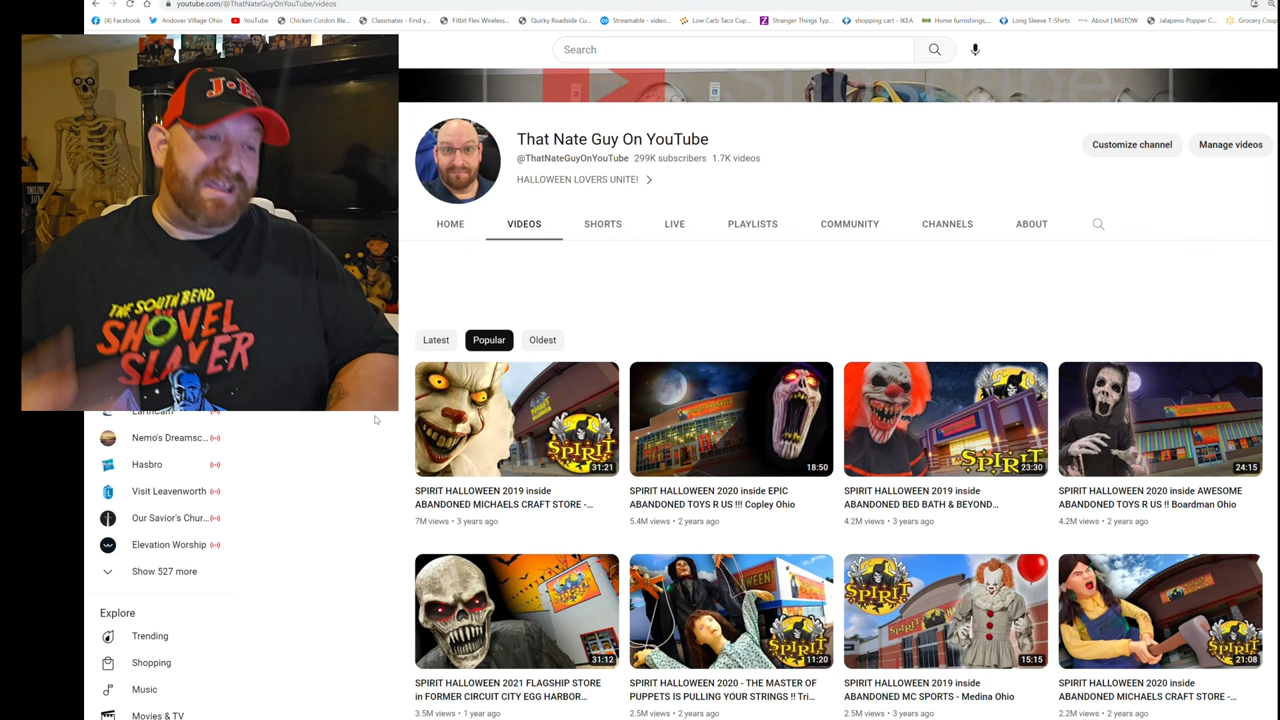 youtube.com/@ThatNateGuyOnYouTube/videos
(4) Facebook
Andover Village Ohio
YouTube
Chicken Cordon Ble...
Classmates - Find y...
Fitbit Flex Wireless...
Quirky Roadside Cu...
Streamable - video...
Low Carb Taco Cup...
Stranger Things Typ...
shopping cart - IKEA
Home furnishings,...
Long Sleeve T-Shirts
About | MGTOW
Jalapeno Popper C...
Grocery Coup
Search
That Nate Guy On YouTube
@ThatNateGuyOnYouTube 299K subscribers 1.7K videos
HALLOWEEN LOVERS UNITE!
Customize channel
Manage videos
HOME
VIDEOS
SHORTS
LIVE
PLAYLISTS
COMMUNITY
CHANNELS
ABOUT
THE SOUTH BEND
SHOVEL
SLAYER
EarthCam
Nemo's Dreamsc...
Hasbro
Visit Leavenworth
Our Savior's Chur...
Elevation Worship
Show 527 more
Explore
Trending
Shopping
Music
Movies & TV
Latest
Popular
Oldest
SPIRIT
31:21
SPIRIT HALLOWEEN 2019 inside
ABANDONED MICHAELS CRAFT STORE -...
7M views • 3 years ago
18:50
SPIRIT HALLOWEEN 2020 inside EPIC
ABANDONED TOYS R US !!! Copley Ohio
5.4M views • 2 years ago
SPIRIT
23:30
SPIRIT HALLOWEEN 2019 inside
ABANDONED BED BATH & BEYOND...
4.2M views • 3 years ago
24:15
SPIRIT HALLOWEEN 2020 inside AWESOME
ABANDONED TOYS R US !! Boardman Ohio
4.2M views • 2 years ago
31:12
SPIRIT HALLOWEEN 2021 FLAGSHIP STORE
in FORMER CIRCUIT CITY EGG HARBOR...
3.5M views • 1 year ago
SPIRIT
11:20
SPIRIT HALLOWEEN 2020 - THE MASTER OF
PUPPETS IS PULLING YOUR STRINGS !! Tri...
2.5M views • 2 years ago
SPIRIT
15:15
SPIRIT HALLOWEEN 2019 inside
ABANDONED MC SPORTS - Medina Ohio
2.5M views • 3 years ago
SPIRIT
21:08
SPIRIT HALLOWEEN 2020 inside
ABANDONED MICHAELS CRAFT STORE -...
2.2M views • 2 years ago